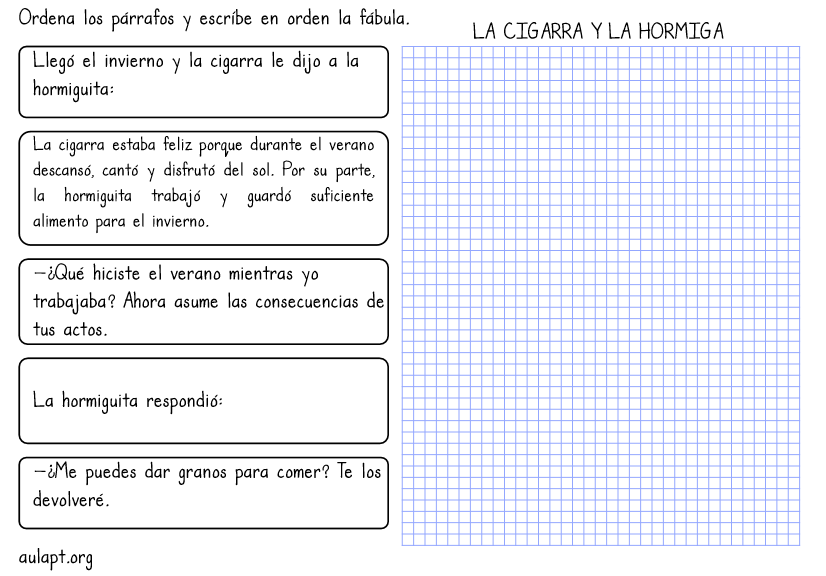 Ordena los párrafos y escríbe en orden la fábula.
LA CIGARRA Y LA HORMIGA
Llegó el invierno y la cigarra le dijo a la
hormiguita:
La cigarra estaba feliz porque durante el verano
descansó, cantó y disfrutó del sol. Por su parte,
la hormiguita trabajó y guardó suficiente
alimento para el invierno.
–¿Qué hiciste el verano mientras yo
trabajaba? Ahora asume las consecuencias de
tus actos.
La hormiguita respondió:
–¿Me puedes dar granos para comer? Te los
devolveré.
aulapt.org